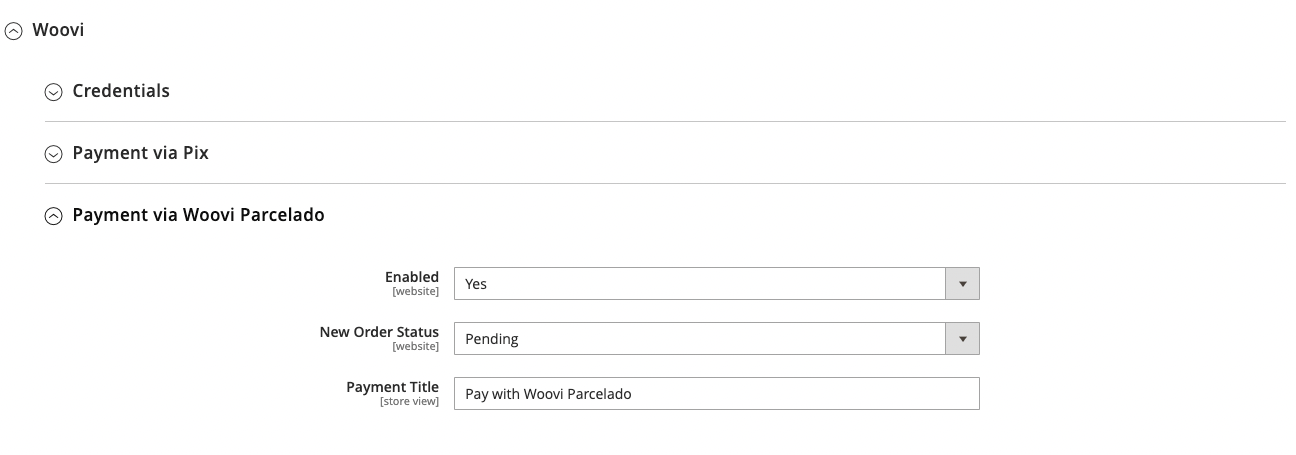 Woovi
Credentials
Payment via Pix
Payment via Woovi Parcelado
Enabled
[website]
Yes
New Order Status
[website]
Pending
Payment Title
[store view]
Pay with Woovi Parcelado